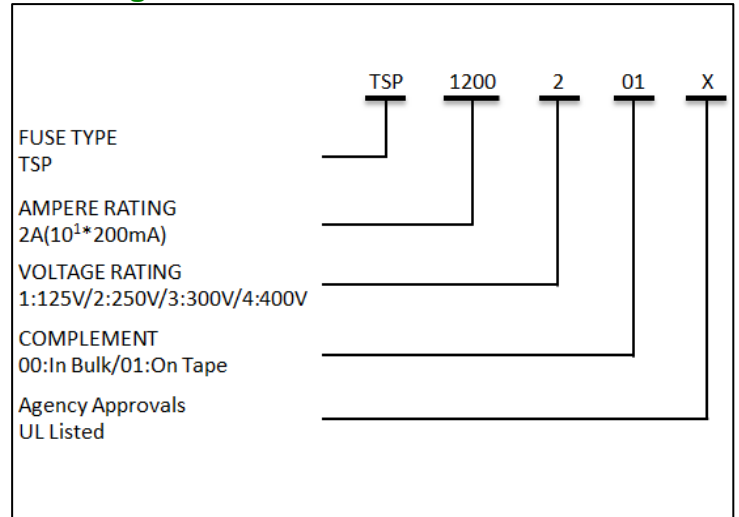 TSP 1200 2 01 X
FUSE TYPE
TSP
AMPERE RATING
2A(10¹*200mA)
VOLTAGE RATING
1:125V/2:250V/3:300V/4:400V
COMPLEMENT
00:In Bulk/01:On Tape
Agency Approvals
UL Listed